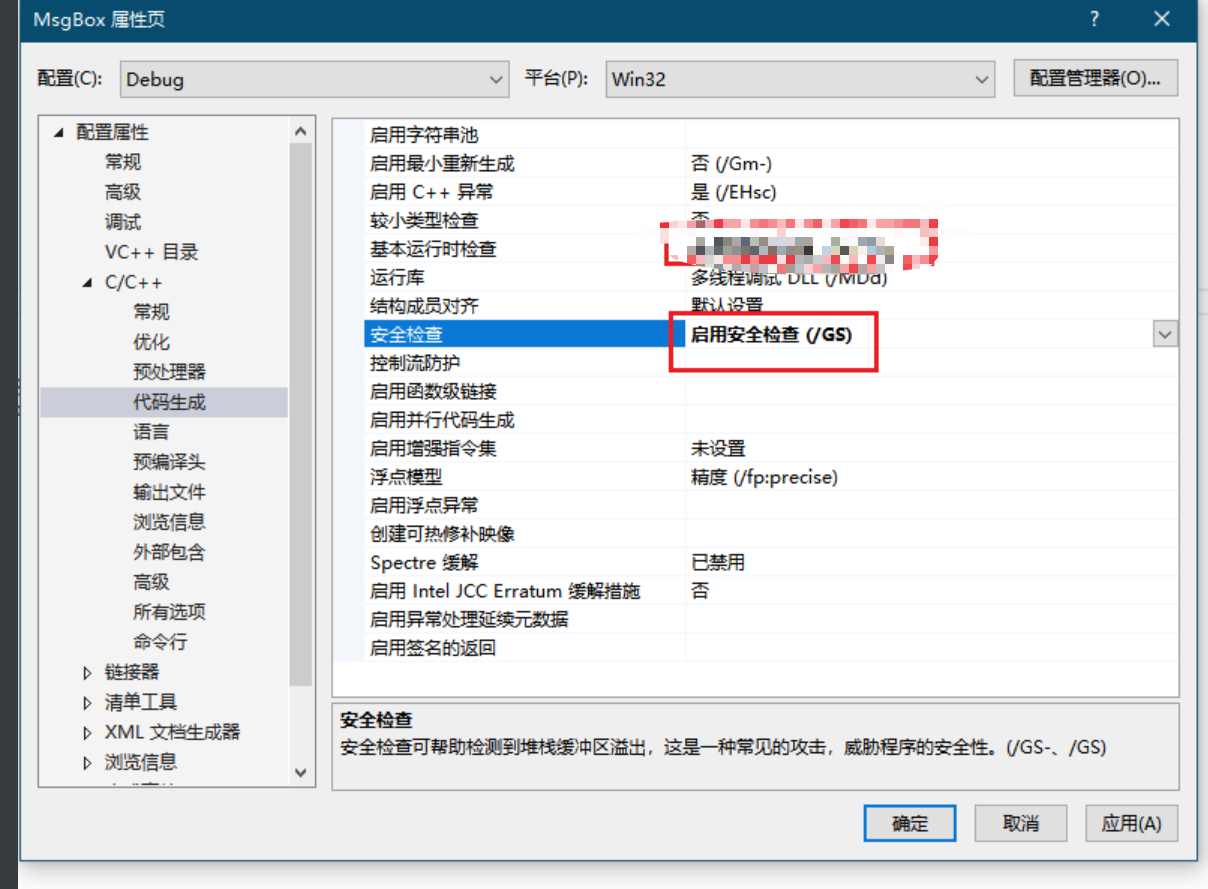 MsgBox 属性页
配置(C): Debug 平台(P): Win32 配置管理器(O)...
配置属性
常规
高级
调试
VC++ 目录
C/C++
常规
优化
预处理器
代码生成
语言
预编译头
输出文件
浏览信息
外部包含
高级
所有选项
命令行
链接器
清单工具
XML 文档生成器
浏览信息
启用字符串池
启用最小重新生成 否 (/Gm-)
启用 C++ 异常 是 (/EHsc)
较小类型检查 否
基本运行时检查
运行库 多线程调试 DLL (/MDd)
结构成员对齐 默认设置
安全检查 启用安全检查 (/GS)
控制流防护
启用函数级链接
启用并行代码生成
启用增强指令集 未设置
浮点模型 精度 (/fp:precise)
启用浮点异常
创建可热修补映像
Spectre 缓解 已禁用
启用 Intel JCC Erratum 缓解措施 否
启用异常处理延续元数据
启用签名的返回
安全检查
安全检查可帮助检测到堆栈缓冲区溢出，这是一种常见的攻击，威胁程序的安全性。(/GS-、/GS)
确定 取消 应用(A)